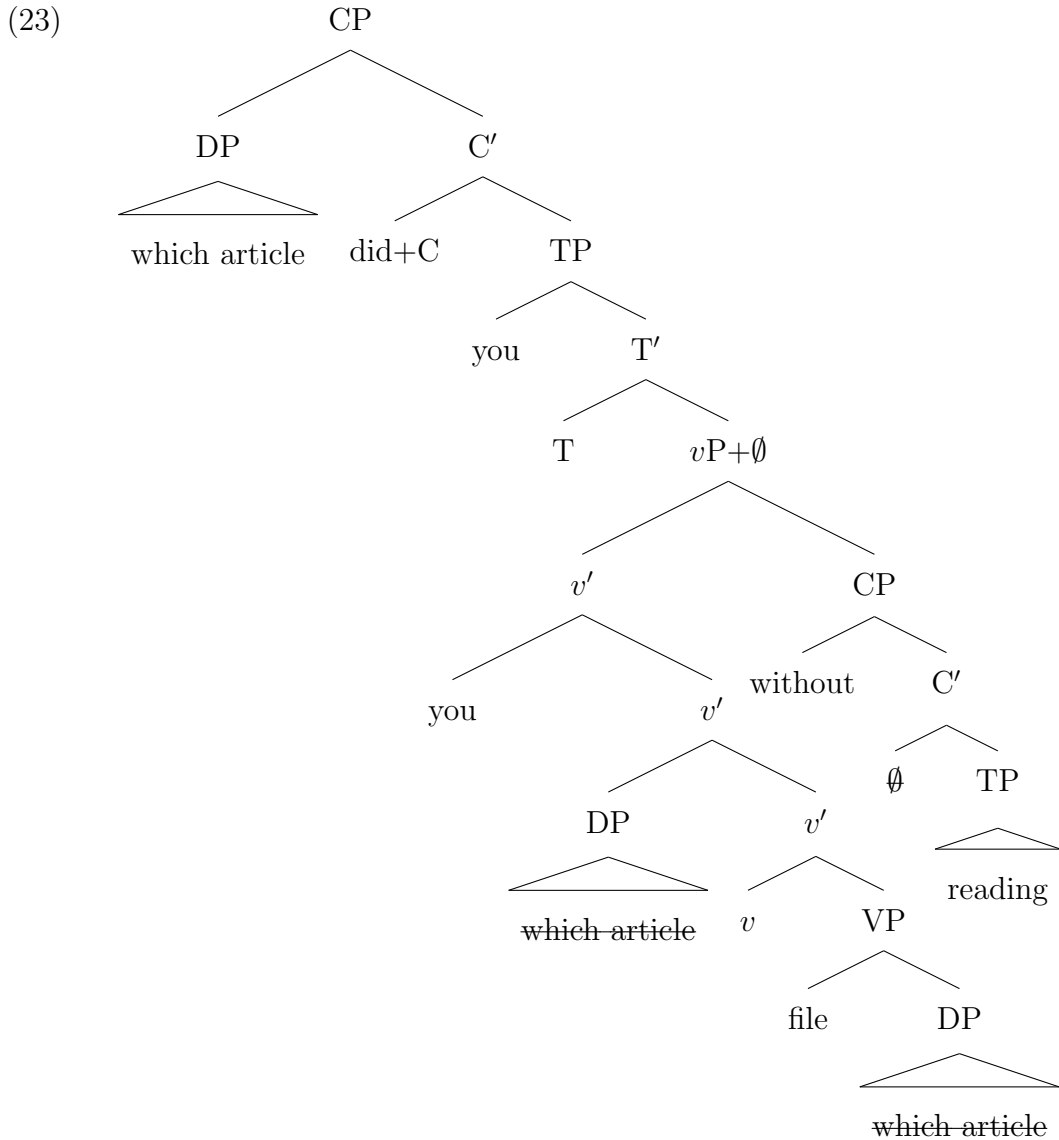 (23)
CP
DP C′
which article did+C TP
you T′
T vP+∅
v′ CP
you v′ without C′
DP v′ ∅ TP
which article v VP reading
file DP
which article